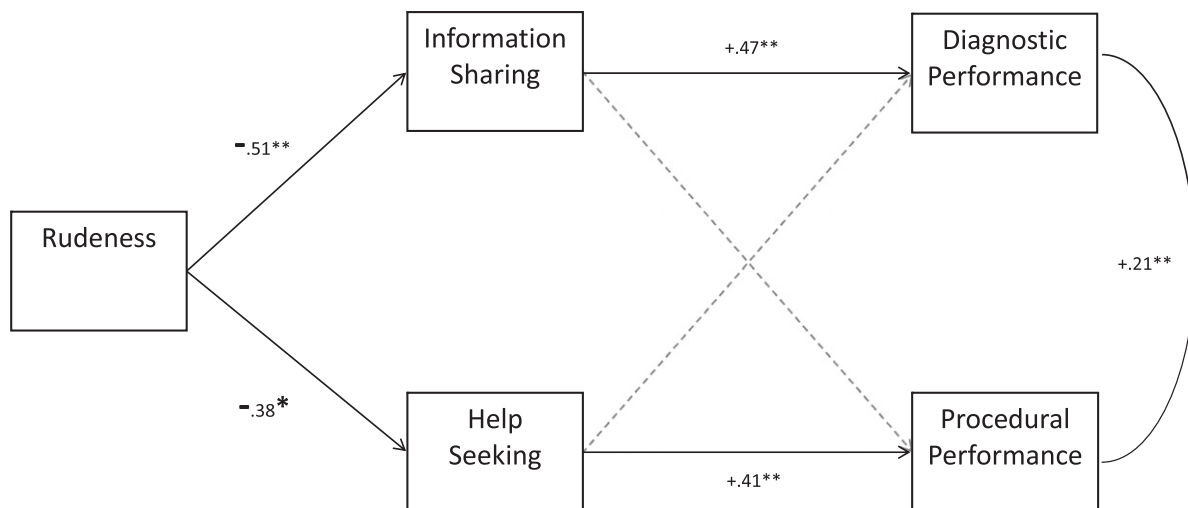 Information
Sharing
+.47**
Diagnostic
Performance
-.51**
Rudeness
+.21**
-.38*
Help
Seeking
+.41**
Procedural
Performance